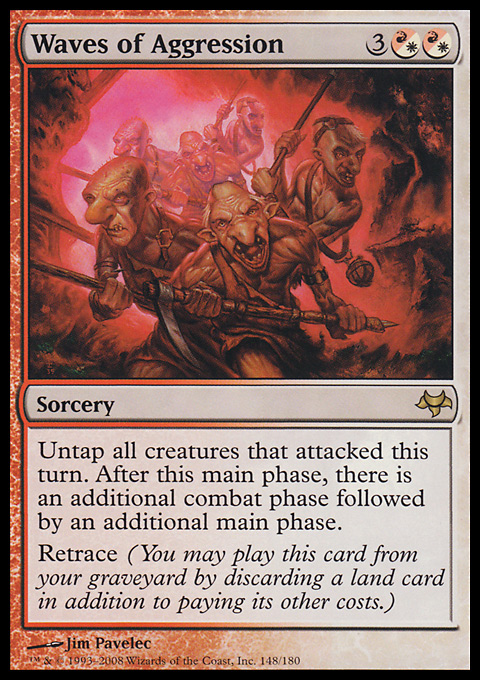 Waves of Aggression 3
Sorcery
Untap all creatures that attacked this
turn. After this main phase, there is
an additional combat phase followed
by an additional main phase.
Retrace (You may play this card from
your graveyard by discarding a land card
in addition to paying its other costs.)
Jim Pavelec
™ & © 1993-2008 Wizards of the Coast, Inc. 148/180